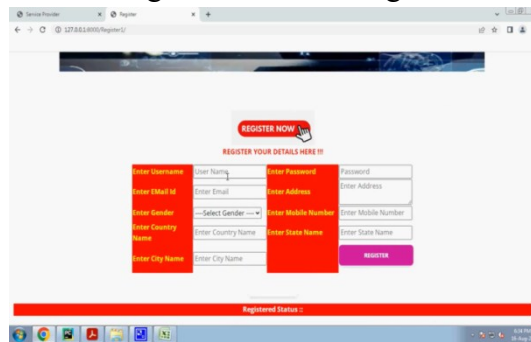 Service Provider
Register
127.0.0.1:8000/Register1/
REGISTER NOW
REGISTER YOUR DETAILS HERE !!!
Enter Username User Name Enter Password Password
Enter EMail Id Enter Email Enter Address Enter Address
Enter Gender ---Select Gender --- Enter Mobile Number Enter Mobile Number
Enter Country Name Enter Country Name Enter State Name Enter State Name
Enter City Name Enter City Name REGISTER
Registered Status ::